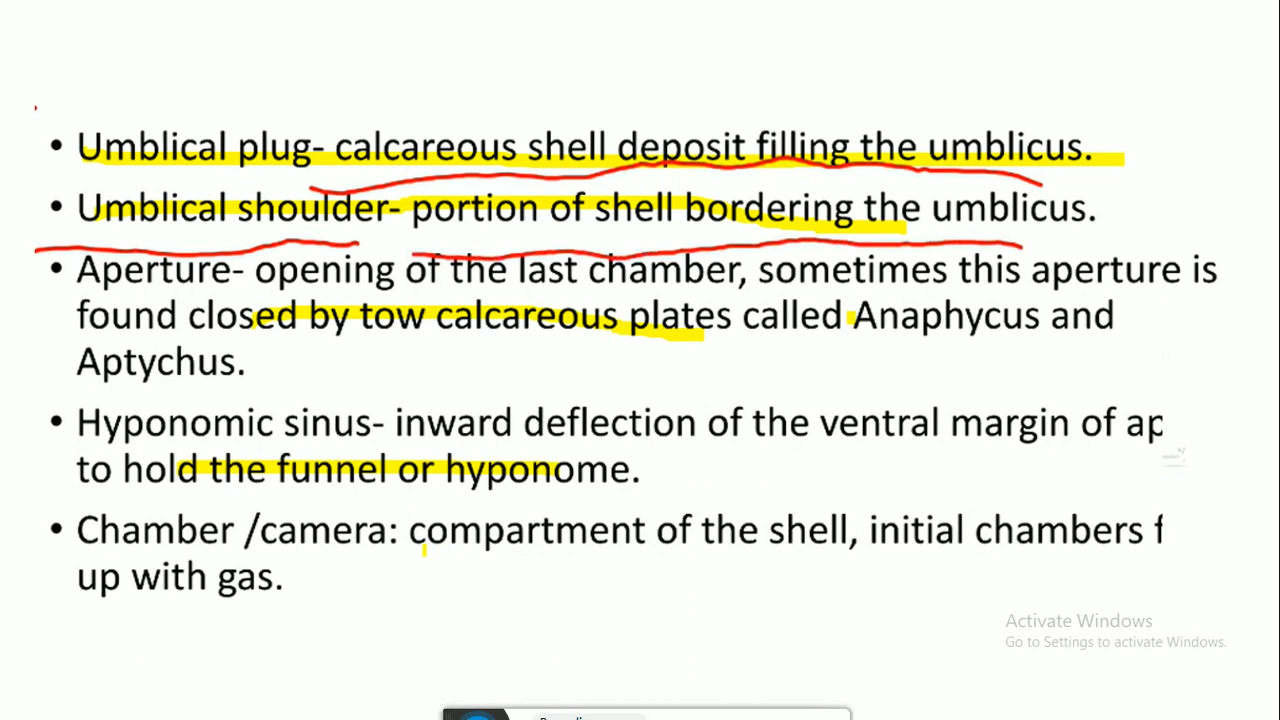 • Umblical plug- calcareous shell deposit filling the umblicus.
• Umblical shoulder- portion of shell bordering the umblicus.
• Aperture- opening of the last chamber, sometimes this aperture is
found closed by tow calcareous plates called Anaphycus and
Aptychus.
• Hyponomic sinus- inward deflection of the ventral margin of ap
to hold the funnel or hyponome.
• Chamber /camera: compartment of the shell, initial chambers f
up with gas.
Activate Windows
Go to Settings to activate Windows.